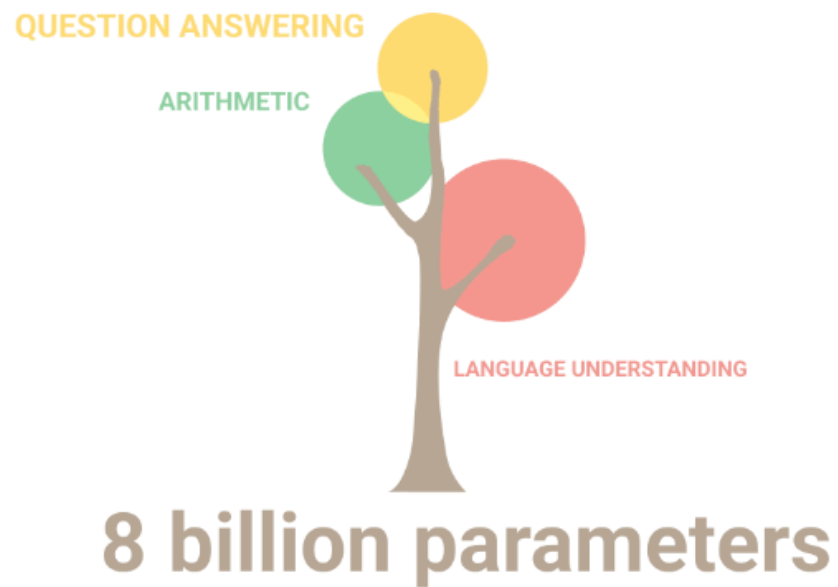 QUESTION ANSWERING
ARITHMETIC
LANGUAGE UNDERSTANDING
8 billion parameters